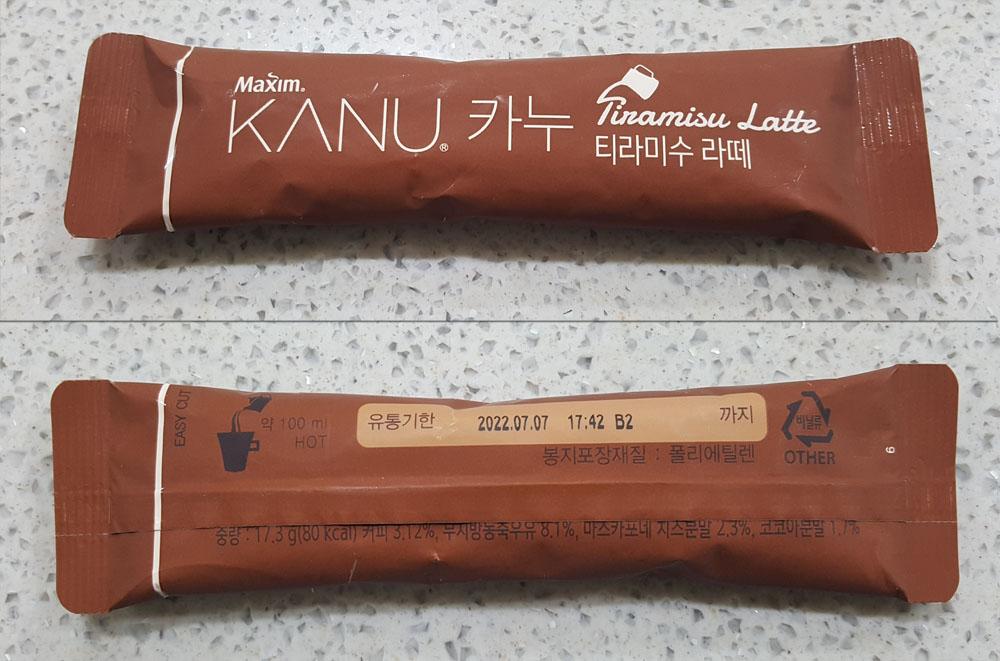 Maxim®
KANU® 카누
Tiramisu Latte
티라미수 라떼
EASY CUT
약 100 ml
HOT
유통기한 2022.07.07 17:42 B2 까지
봉지포장재질 : 폴리에틸렌
비닐류
OTHER
6
중량 : 17.3 g(80 kcal) 커피 3.12%, 무지방농축우유 8.1%, 마스카포네 치즈분말 2.3%, 코코아분말 1.7%